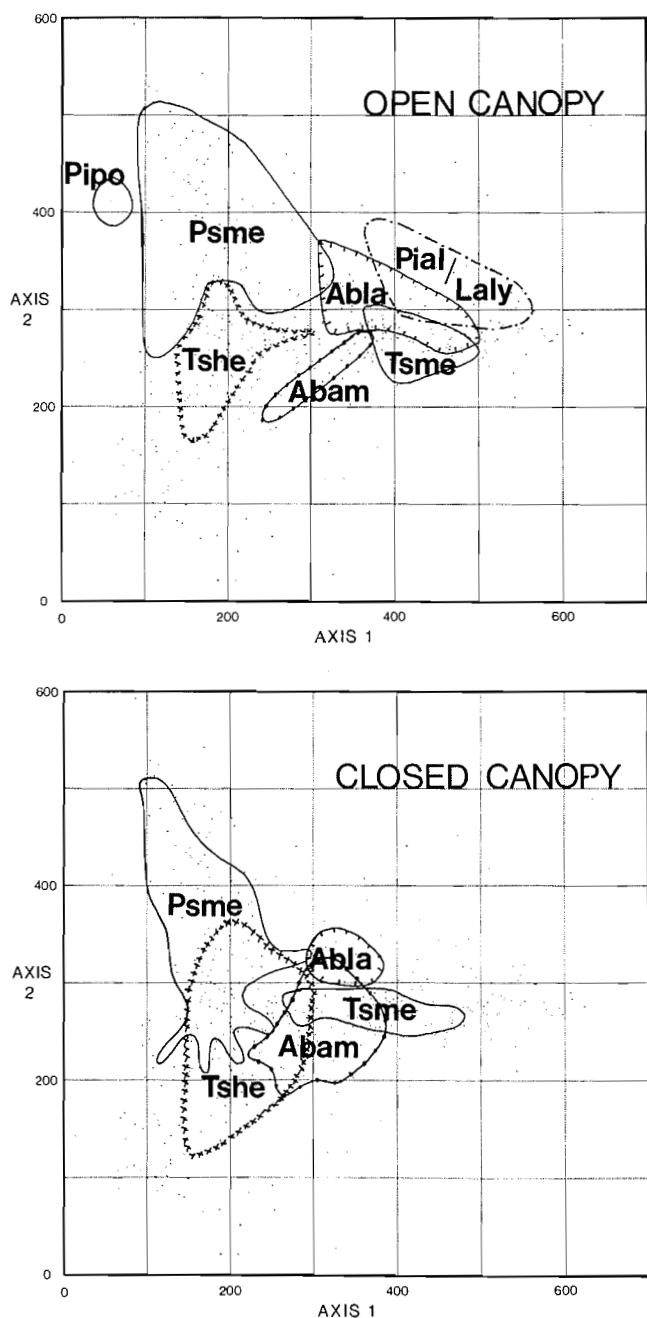 600
OPEN CANOPY
Pipo
400
Psme
Pial
Laly
Abla
AXIS
2
Tshe
Tsme
Abam
200
0
0 200 400 600
AXIS 1
600
CLOSED CANOPY
400
Psme
Abla
AXIS
2
Tsme
Abam
200
Tshe
0
0 200 400 600
AXIS 1